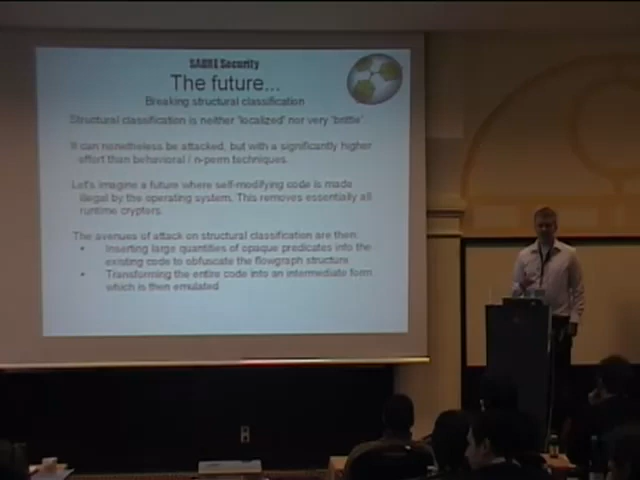 SABRE Security
The future...
Breaking structural classification
Structural classification is neither 'localized' nor very 'brittle'.
It can nonetheless be attacked, but with a significantly higher
effort than behavioral / n-perm techniques.
Let's imagine a future where self-modifying code is made
illegal by the operating system. This removes essentially all
runtime crypters.
The avenues of attack on structural classification are then:
• Inserting large quantities of opaque predicates into the
existing code to obfuscate the flowgraph structure
• Transforming the entire code into an intermediate form
which is then emulated